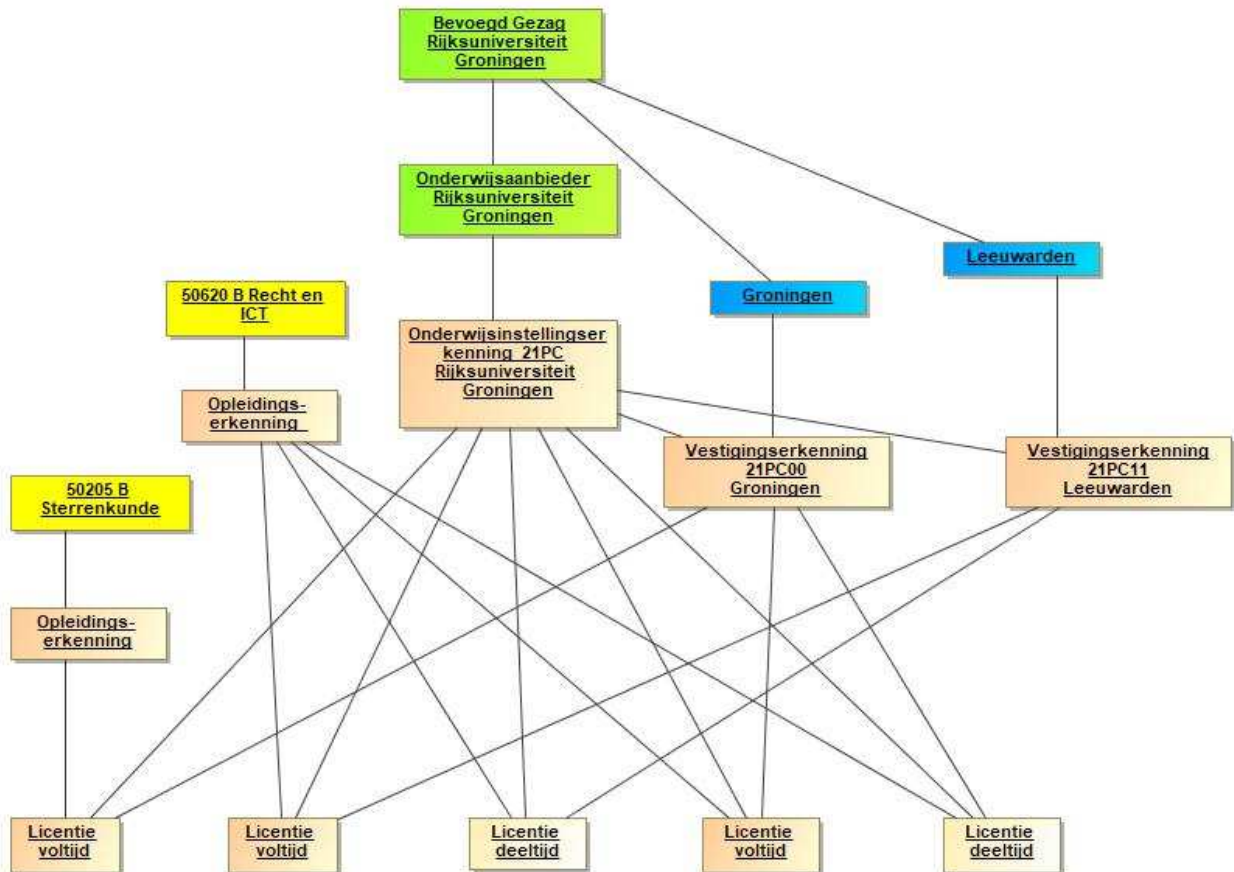 Bevoegd Gezag
Rijksuniversiteit
Groningen
Onderwijsaanbieder
Rijksuniversiteit
Groningen
Leeuwarden
50620 B Recht en
ICT
Groningen
Onderwijsinstellingser
kenning 21PC
Rijksuniversiteit
Groningen
Opleidings-
erkenning
Vestigingserkenning
21PC00
Groningen
Vestigingserkenning
21PC11
Leeuwarden
50205 B
Sterrenkunde
Opleidings-
erkenning
Licentie
voltijd
Licentie
voltijd
Licentie
deeltijd
Licentie
voltijd
Licentie
deeltijd